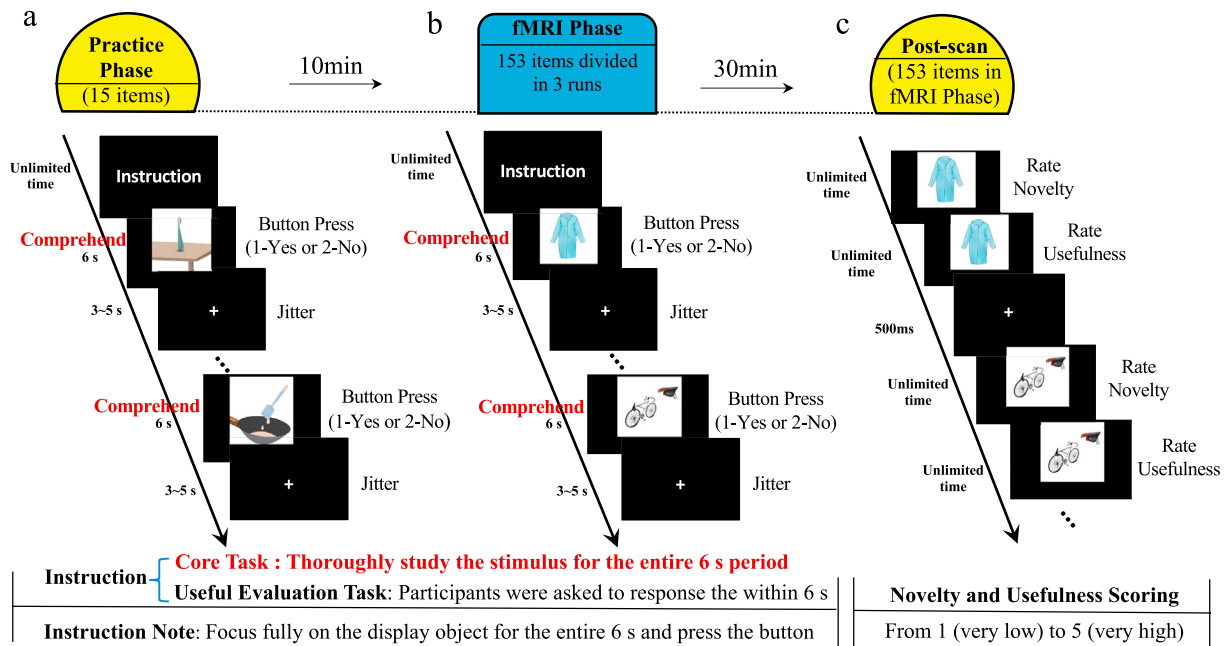 a
Practice
Phase
(15 items)
10min
b
fMRI Phase
153 items divided
in 3 runs
30min
c
Post-scan
(153 items in
fMRI Phase)
Unlimited
time
Instruction
Comprehend
6 s
Button Press
(1-Yes or 2-No)
3~5 s
+
Jitter
Comprehend
6 s
Button Press
(1-Yes or 2-No)
3~5 s
+
Jitter
Unlimited
time
Instruction
Comprehend
6 s
Button Press
(1-Yes or 2-No)
3~5 s
+
Jitter
Comprehend
6 s
Button Press
(1-Yes or 2-No)
3~5 s
+
Jitter
Unlimited
time
Rate
Novelty
Unlimited
time
Rate
Usefulness
500ms
+
Unlimited
time
Rate
Novelty
Unlimited
time
Rate
Usefulness
Instruction
Core Task : Thoroughly study the stimulus for the entire 6 s period
Useful Evaluation Task: Participants were asked to response the within 6 s
Instruction Note: Focus fully on the display object for the entire 6 s and press the button
Novelty and Usefulness Scoring
From 1 (very low) to 5 (very high)